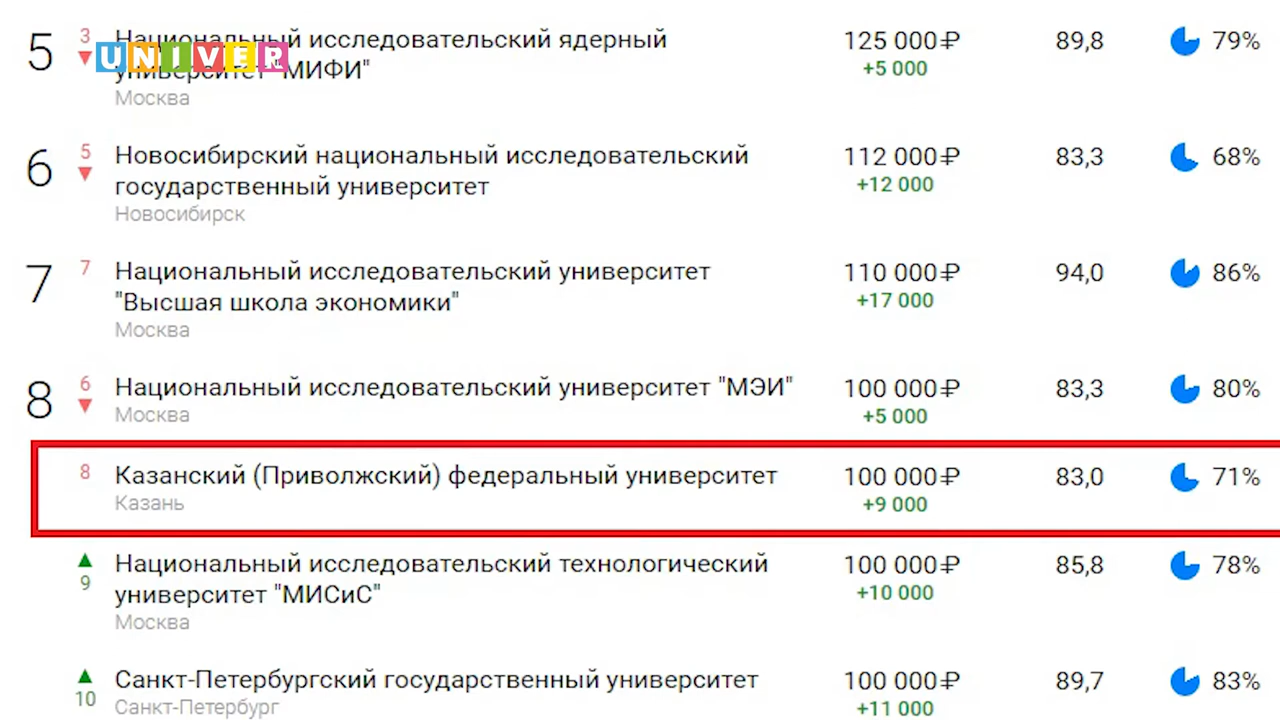 5 3 ▼ Национальный исследовательский ядерный 125 000₽ 89,8 79%
UNIVER
университет "МИФИ" +5 000
Москва
6 5 ▼ Новосибирский национальный исследовательский 112 000₽ 83,3 68%
государственный университет +12 000
Новосибирск
7 7 Национальный исследовательский университет 110 000₽ 94,0 86%
"Высшая школа экономики" +17 000
Москва
8 6 ▼ Национальный исследовательский университет "МЭИ" 100 000₽ 83,3 80%
Москва +5 000
8 Казанский (Приволжский) федеральный университет 100 000₽ 83,0 71%
Казань +9 000
▲ 9 Национальный исследовательский технологический 100 000₽ 85,8 78%
университет "МИСиС" +10 000
Москва
▲ 10 Санкт-Петербургский государственный университет 100 000₽ 89,7 83%
Санкт-Петербург +11 000